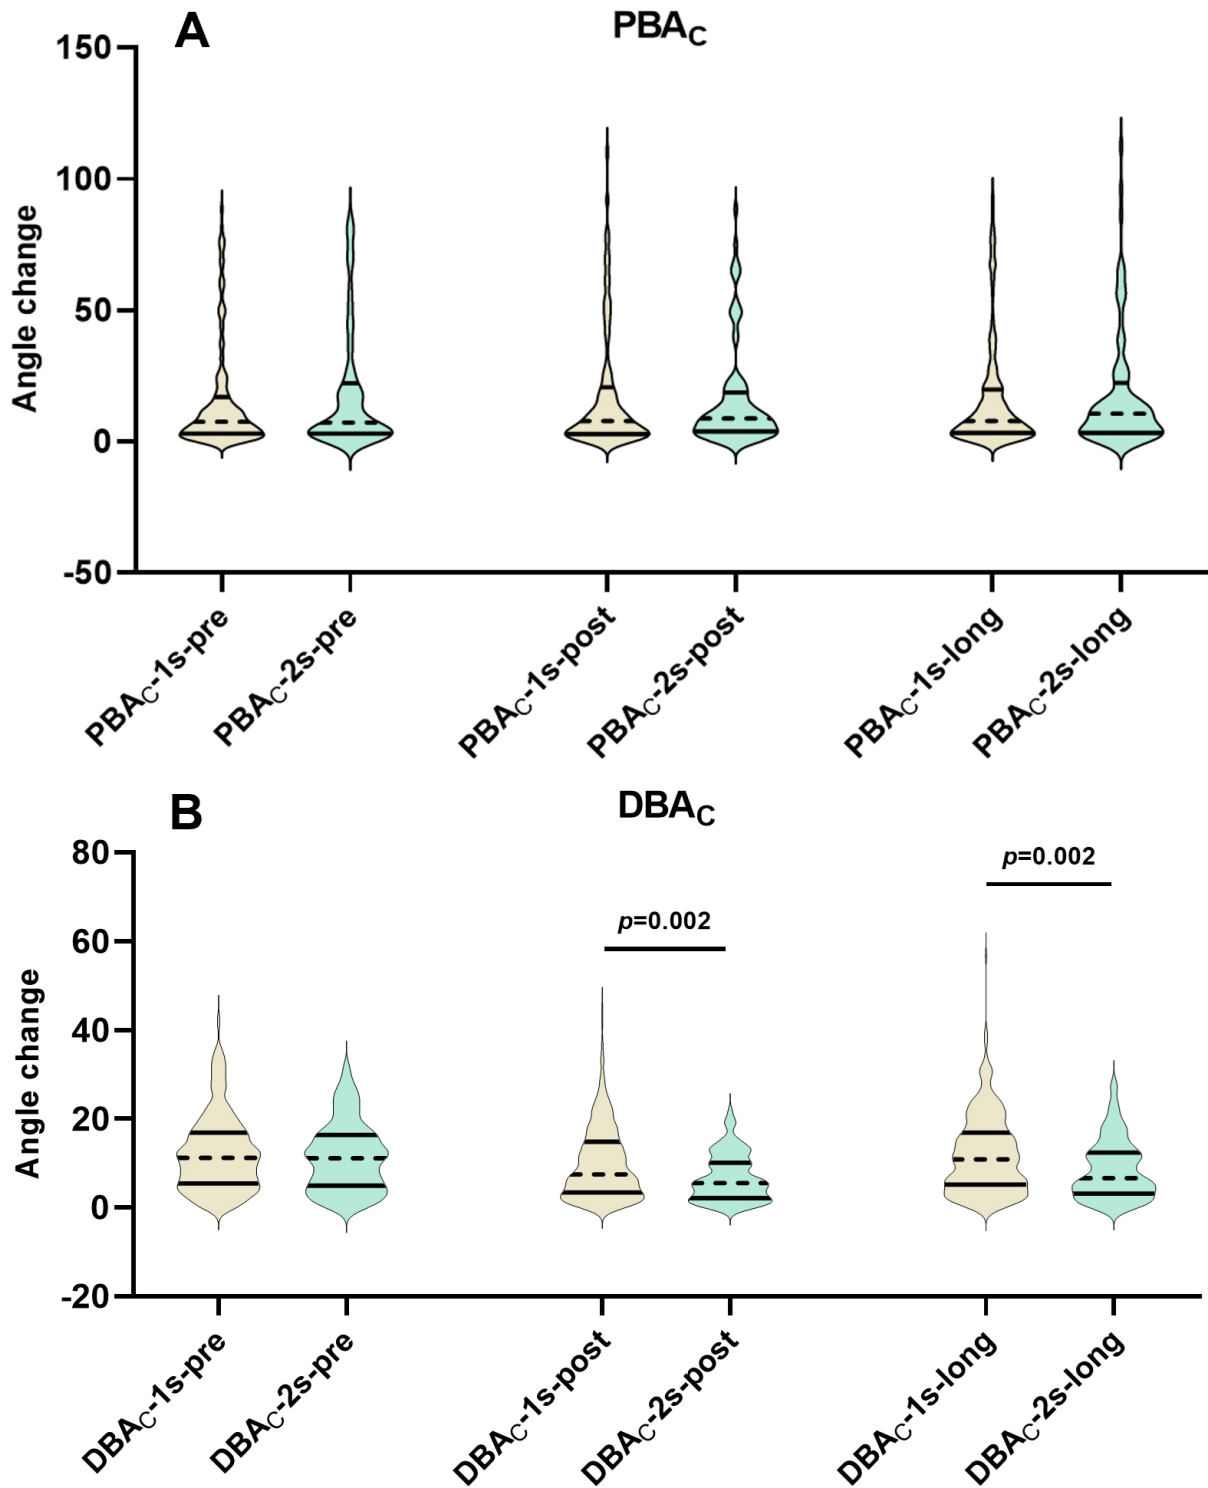 A
PBAC
150
100
50
0
-50
Angle change
PBAC-1s-pre
PBAC-2s-pre
PBAC-1s-post
PBAC-2s-post
PBAC-1s-long
PBAC-2s-long
B
DBAC
80
60
40
20
0
-20
Angle change
p=0.002
p=0.002
DBAC-1s-pre
DBAC-2s-pre
DBAC-1s-post
DBAC-2s-post
DBAC-1s-long
DBAC-2s-long